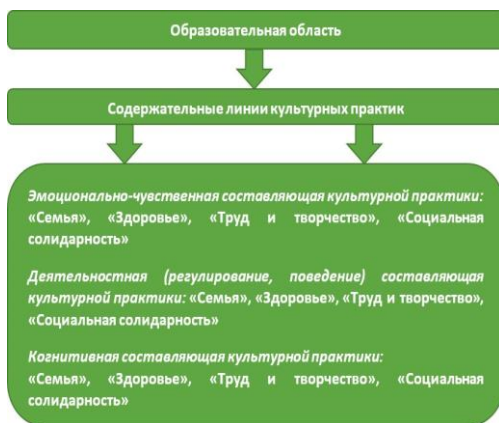 Образовательная область
Содержательные линии культурных практик
Эмоционально-чувственная составляющая культурной практики:
«Семья», «Здоровье», «Труд и творчество», «Социальная
солидарность»
Деятельностная (регулирование, поведение) составляющая
культурной практики: «Семья», «Здоровье», «Труд и творчество»,
«Социальная солидарность»
Когнитивная составляющая культурной практики:
«Семья», «Здоровье», «Труд и творчество», «Социальная
солидарность»